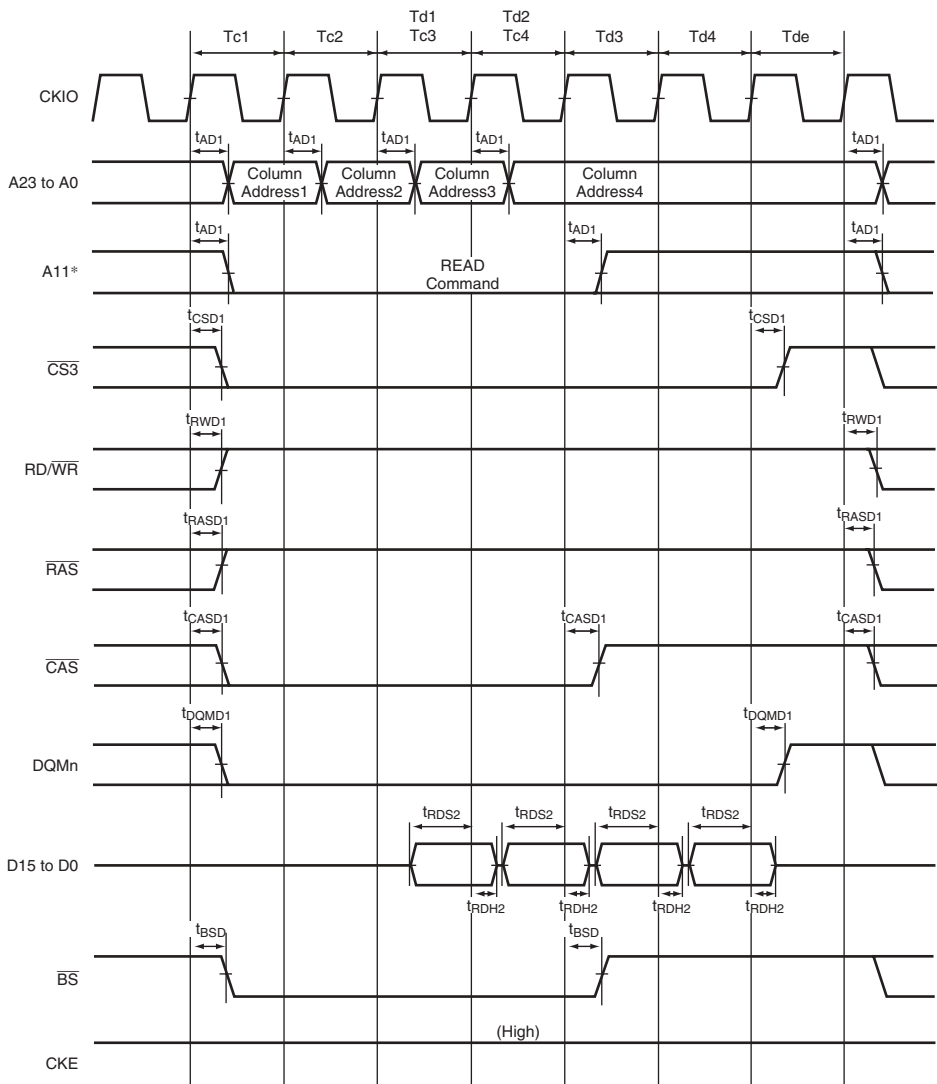 Td1 Td2
Tc1 Tc2 Tc3 Tc4 Td3 Td4 Tde
CKIO
tAD1 tAD1 tAD1 tAD1 tAD1
A23 to A0
Column Address1
Column Address2
Column Address3
Column Address4
tAD1 tAD1 tAD1
A11*
READ
Command
tCSD1 tCSD1
CS3
tRWD1 tRWD1
RD/WR
tRASD1 tRASD1
RAS
tCASD1 tCASD1 tCASD1
CAS
tDQMD1 tDQMD1
DQMn
tRDS2 tRDS2 tRDS2 tRDS2
D15 to D0
tRDH2 tRDH2 tRDH2 tRDH2
tBSD tBSD
BS
(High)
CKE